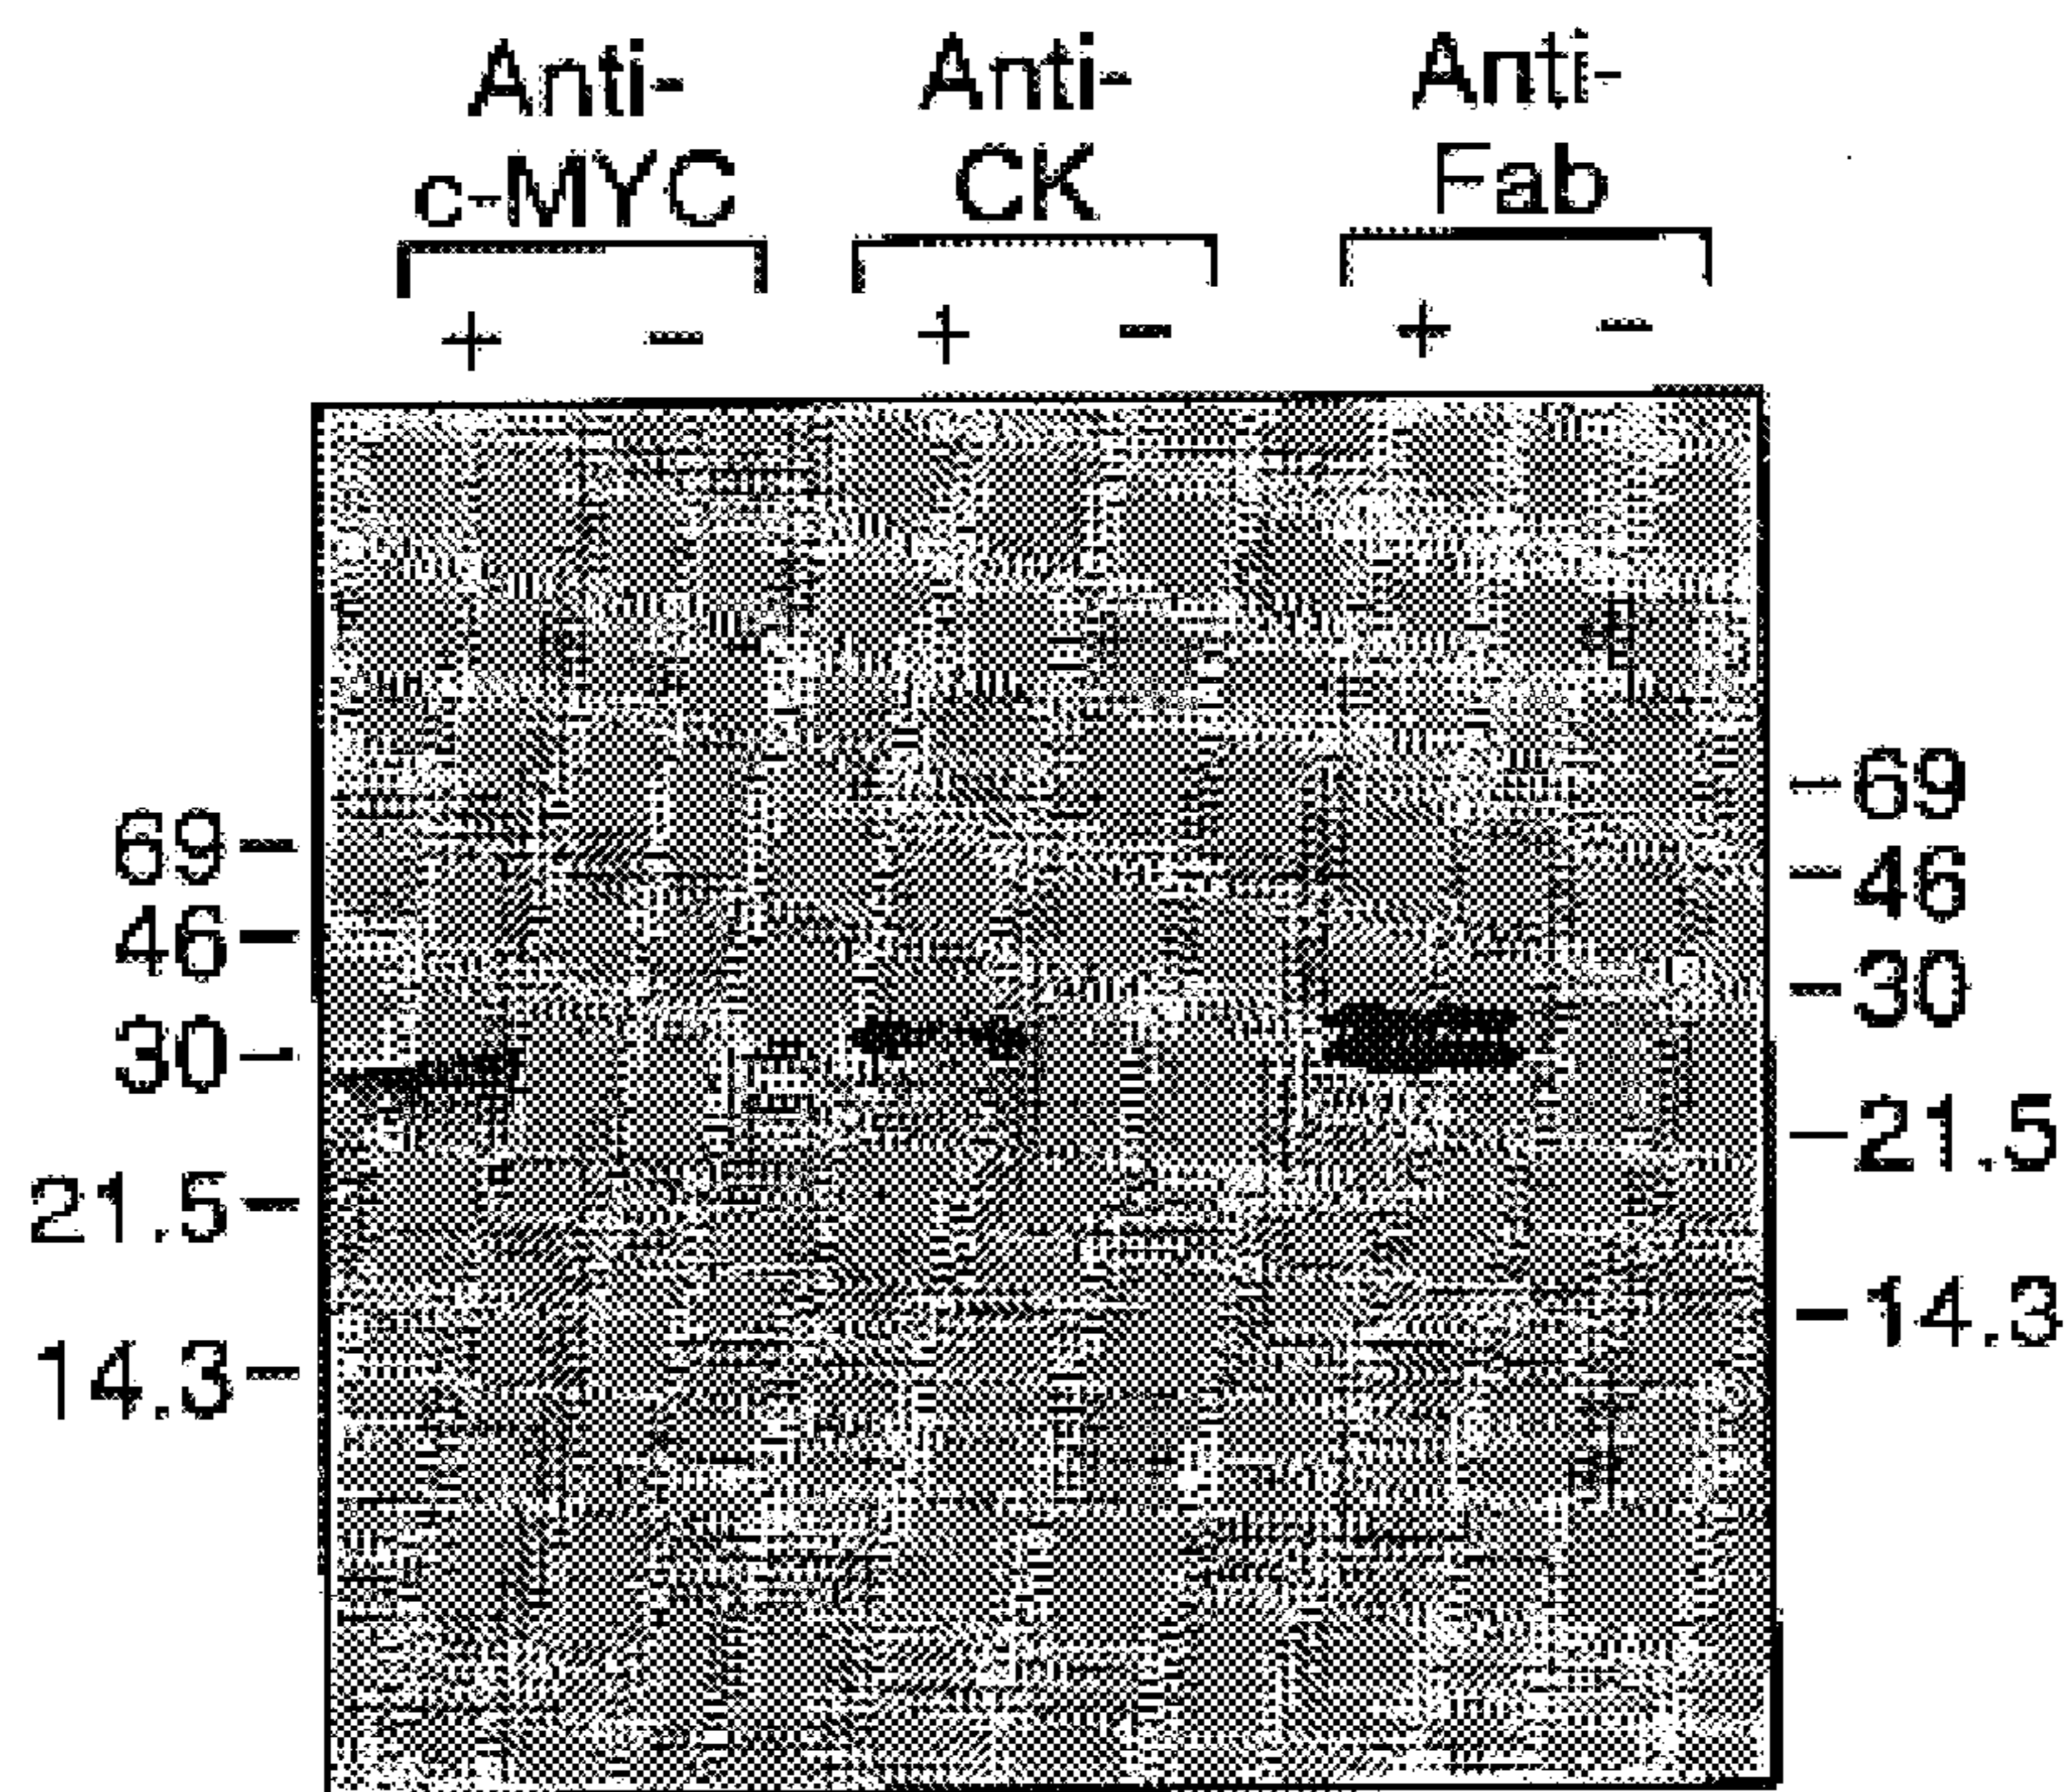 Anti-
c-MYC
Anti-
CK
Anti-
Fab
+ - + - + -
69
46
30
21.5
14.3
69
46
30
21.5
14.3